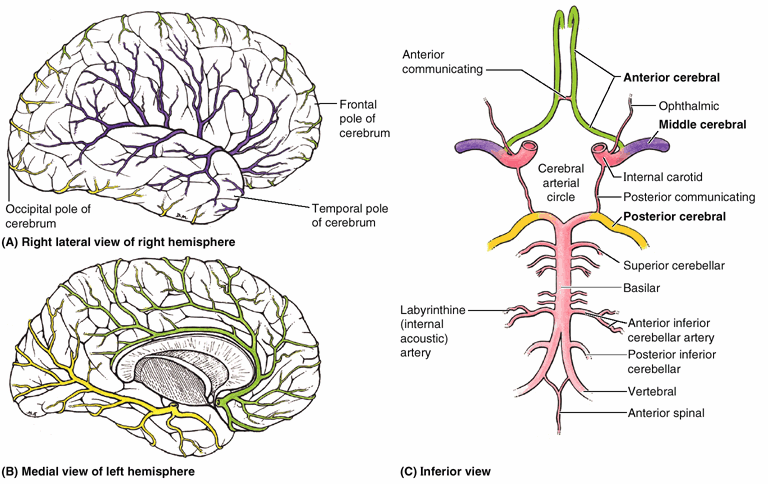 Frontal
pole of
cerebrum
Occipital pole of
cerebrum
Temporal pole
of cerebrum
(A) Right lateral view of right hemisphere
(B) Medial view of left hemisphere
Anterior
communicating
Anterior cerebral
Ophthalmic
Middle cerebral
Cerebral
arterial
circle
Internal carotid
Posterior communicating
Posterior cerebral
Superior cerebellar
Basilar
Labyrinthine
(internal
acoustic)
artery
Anterior inferior
cerebellar artery
Posterior inferior
cerebellar
Vertebral
Anterior spinal
(C) Inferior view